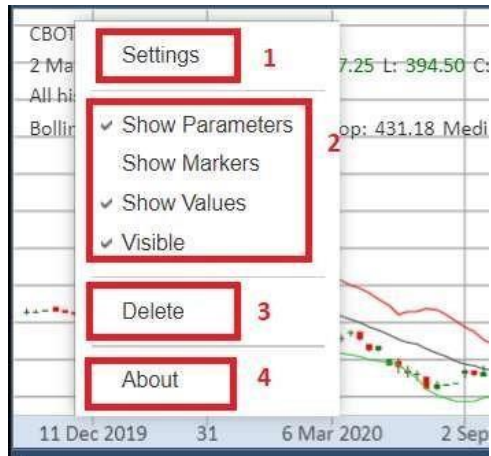 CBOT
Settings
1
2 Ma
7.25 L: 394.50 C:
All hi
Bollin
op: 431.18 Medi
Show Parameters
2
Show Markers
Show Values
Visible
Delete
3
About
4
11 Dec 2019 31 6 Mar 2020 2 Sep